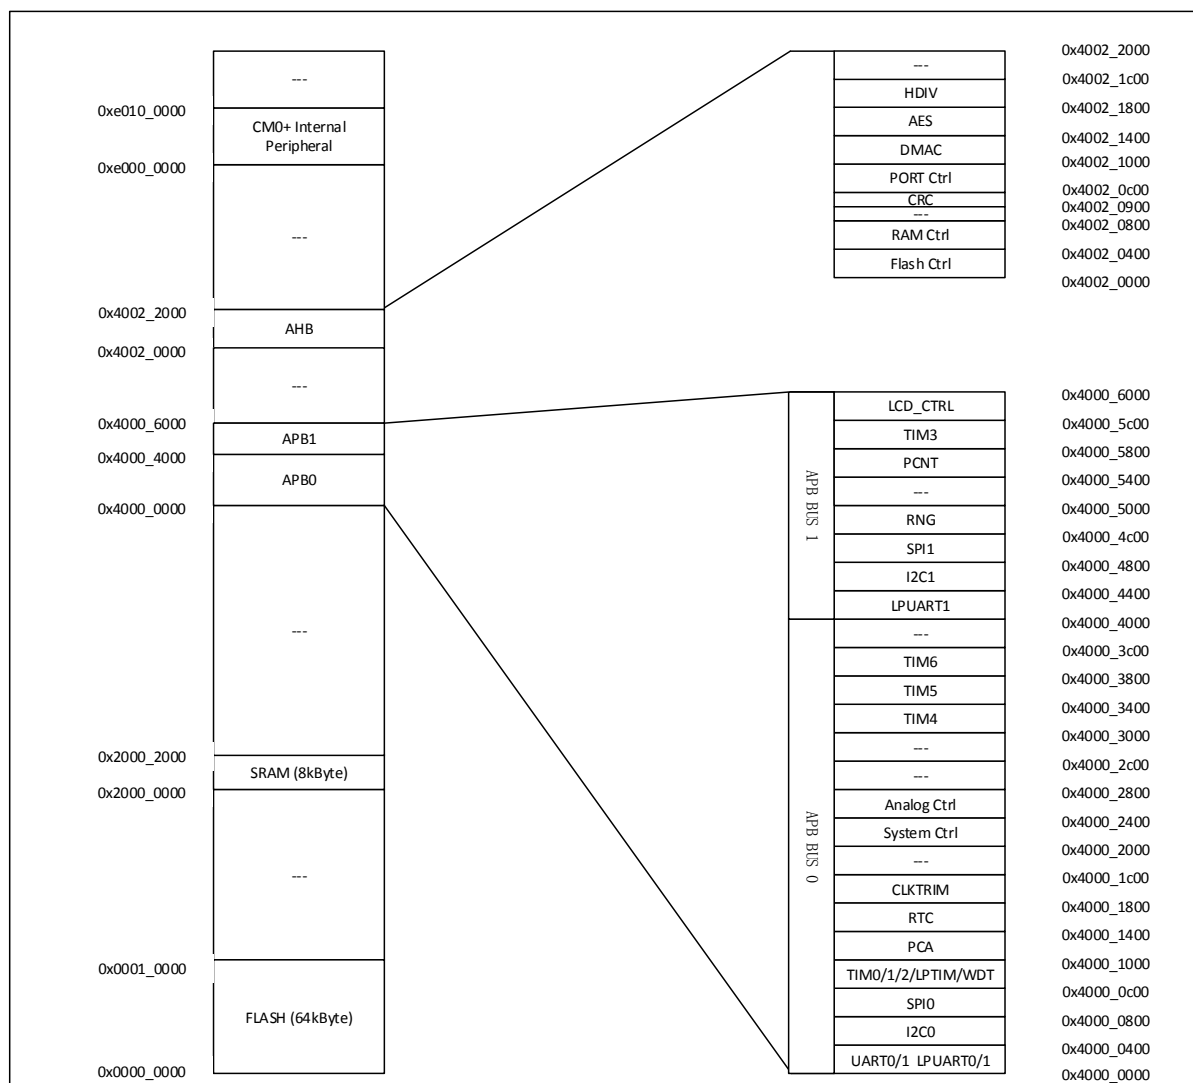 ---
0xe010_0000
CM0+ Internal
Peripheral
0xe000_0000
---
0x4002_2000
AHB
0x4002_0000
---
0x4000_6000
APB1
0x4000_4000
APB0
0x4000_0000
---
0x2000_2000
SRAM (8kByte)
0x2000_0000
---
0x0001_0000
FLASH (64kByte)
0x0000_0000
0x4002_2000
---
0x4002_1c00
HDIV
0x4002_1800
AES
0x4002_1400
DMAC
0x4002_1000
PORT Ctrl
0x4002_0c00
CRC
0x4002_0900
---
0x4002_0800
RAM Ctrl
0x4002_0400
Flash Ctrl
0x4002_0000
APB BUS 1
0x4000_6000
LCD_CTRL
0x4000_5c00
TIM3
0x4000_5800
PCNT
0x4000_5400
---
0x4000_5000
RNG
0x4000_4c00
SPI1
0x4000_4800
I2C1
0x4000_4400
LPUART1
0x4000_4000
APB BUS 0
---
0x4000_3c00
TIM6
0x4000_3800
TIM5
0x4000_3400
TIM4
0x4000_3000
---
0x4000_2c00
---
0x4000_2800
Analog Ctrl
0x4000_2400
System Ctrl
0x4000_2000
---
0x4000_1c00
CLKTRIM
0x4000_1800
RTC
0x4000_1400
PCA
0x4000_1000
TIM0/1/2/LPTIM/WDT
0x4000_0c00
SPI0
0x4000_0800
I2C0
0x4000_0400
UART0/1 LPUART0/1
0x4000_0000